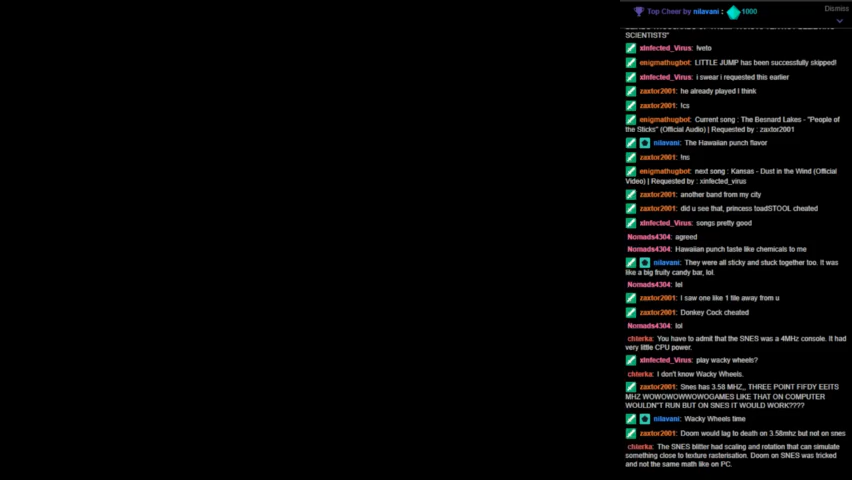 Top Cheer by nilavani : 1000
Dismiss
SCIENTISTS"
xInfected_Virus: !veto
enigmathugbot: LITTLE JUMP has been successfully skipped!
xInfected_Virus: i swear i requested this earlier
zaxtor2001: he already played I think
zaxtor2001: !cs
enigmathugbot: Current song : The Besnard Lakes - "People of
the Sticks" (Official Audio) | Requested by : zaxtor2001
nilavani: The Hawaiian punch flavor
zaxtor2001: !ns
enigmathugbot: next song : Kansas - Dust in the Wind (Official
Video) | Requested by : xinfected_virus
zaxtor2001: another band from my city
zaxtor2001: did u see that, princess toadSTOOL cheated
xInfected_Virus: songs pretty good
Nomads4304: agreed
Nomads4304: Hawaiian punch taste like chemicals to me
nilavani: They were all sticky and stuck together too. It was
like a big fruity candy bar, lol.
Nomads4304: lol
zaxtor2001: I saw one like 1 tile away from u
zaxtor2001: Donkey Cock cheated
Nomads4304: lol
chterka: You have to admit that the SNES was a 4MHz console. It had
very little CPU power.
xInfected_Virus: play wacky wheels?
chterka: I don't know Wacky Wheels.
zaxtor2001: Snes has 3.58 MHZ,, THREE POINT FIFDY EEITS
MHZ WOWOWOWWOWOGAMES LIKE THAT ON COMPUTER
WOULDN"T RUN BUT ON SNES IT WOULD WORK????
nilavani: Wacky Wheels time
zaxtor2001: Doom would lag to death on 3.58mhz but not on snes
chterka: The SNES blitter had scaling and rotation that can simulate
something close to texture rasterisation. Doom on SNES was tricked
and not the same math like on PC.